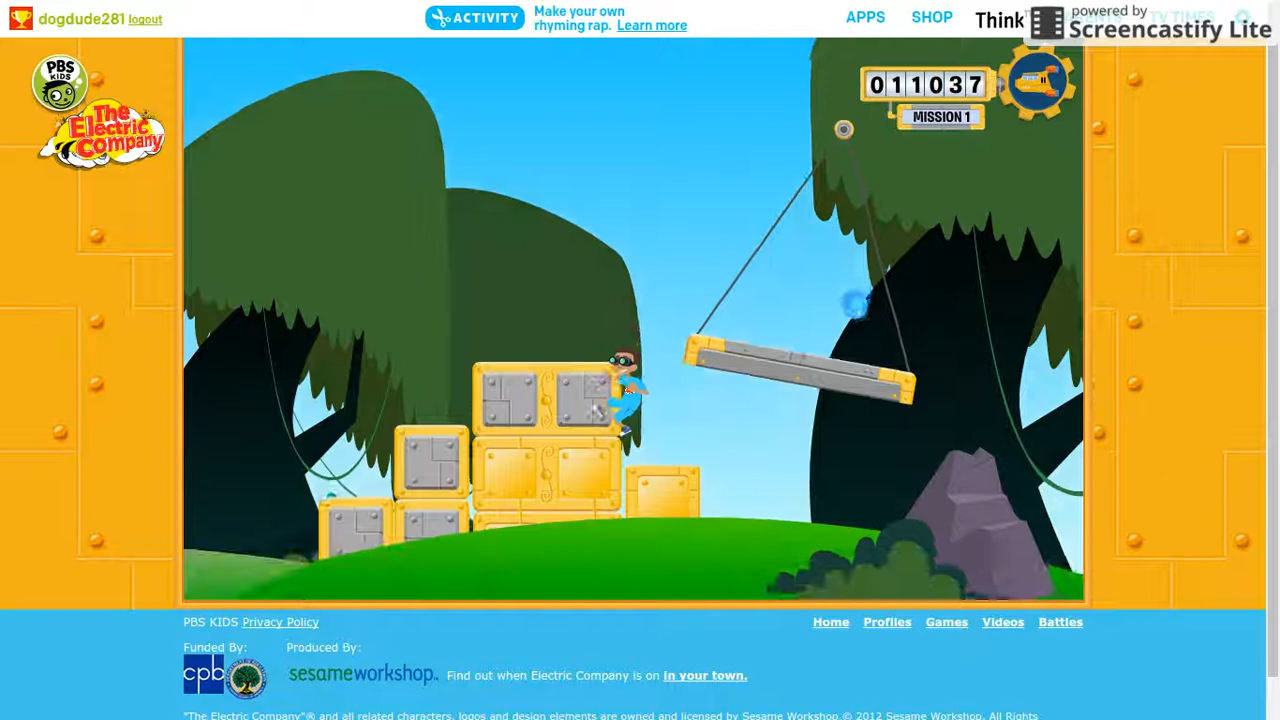 dogdude281 logout
ACTIVITY
Make your own
rhyming rap. Learn more
APPS
SHOP
Think
TV TIMES
powered by
Screencastify Lite
PBS
KIDS
The
Electric
Company
011037
MISSION 1
PBS KIDS Privacy Policy
Home
Profiles
Games
Videos
Battles
Funded By:
Produced By:
cpb
sesameworkshop.
Find out when Electric Company is on in your town.
"The Electric Company"® and all related characters, logos and design elements are owned and licensed by Sesame Workshop.© 2012 Sesame Workshop. All Rights